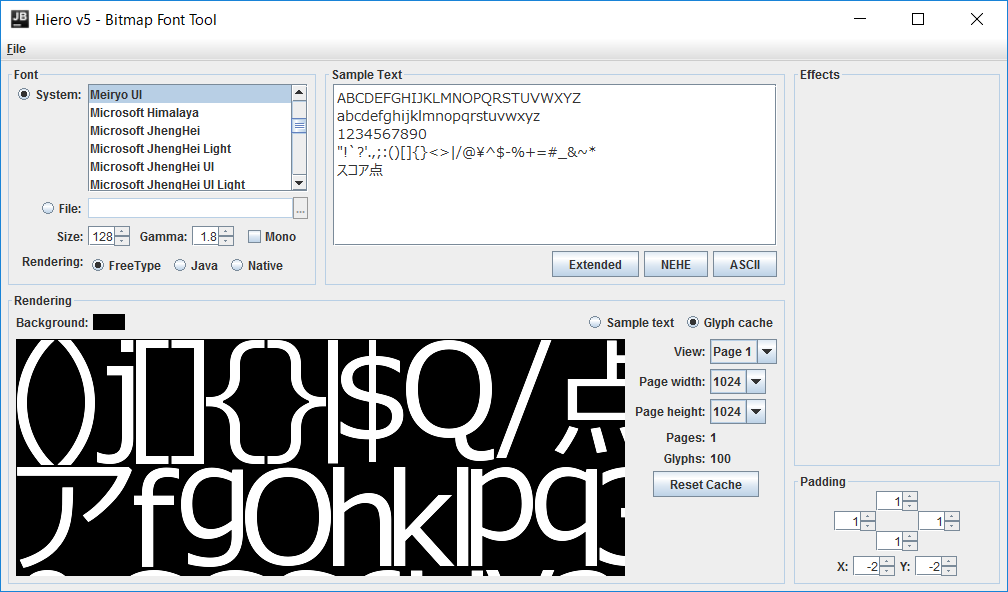 JB
Hiero v5 - Bitmap Font Tool
File
Font
System:
Meiryo UI
Microsoft Himalaya
Microsoft JhengHei
Microsoft JhengHei Light
Microsoft JhengHei UI
Microsoft JhengHei UI Light
File:
...
Size: 128 Gamma: 1.8 Mono
Rendering: FreeType Java Native
Sample Text
ABCDEFGHIJKLMNOPQRSTUVWXYZ
abcdefghijklmnopqrstuvwxyz
1234567890
"!`?'.,;:()[]{}<>|/@¥^$-%+=#_&~*
スコア点
Extended NEHE ASCII
Rendering
Background:
Sample text Glyph cache
()j[]{}|$Q/点
アfgOhklpq
View: Page 1
Page width: 1024
Page height: 1024
Pages: 1
Glyphs: 100
Reset Cache
Effects
Padding
1
1 1
1
X: -2 Y: -2